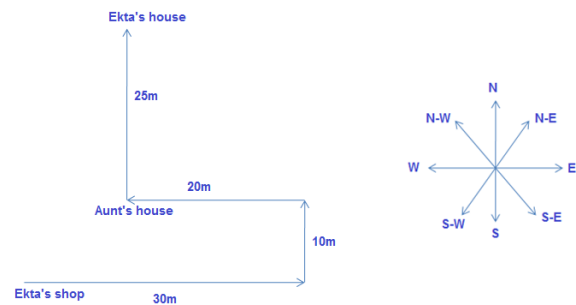 Ekta's house
25m
20m
Aunt's house
10m
Ekta's shop
30m
N
N-W
N-E
W
E
S-W
S-E
S